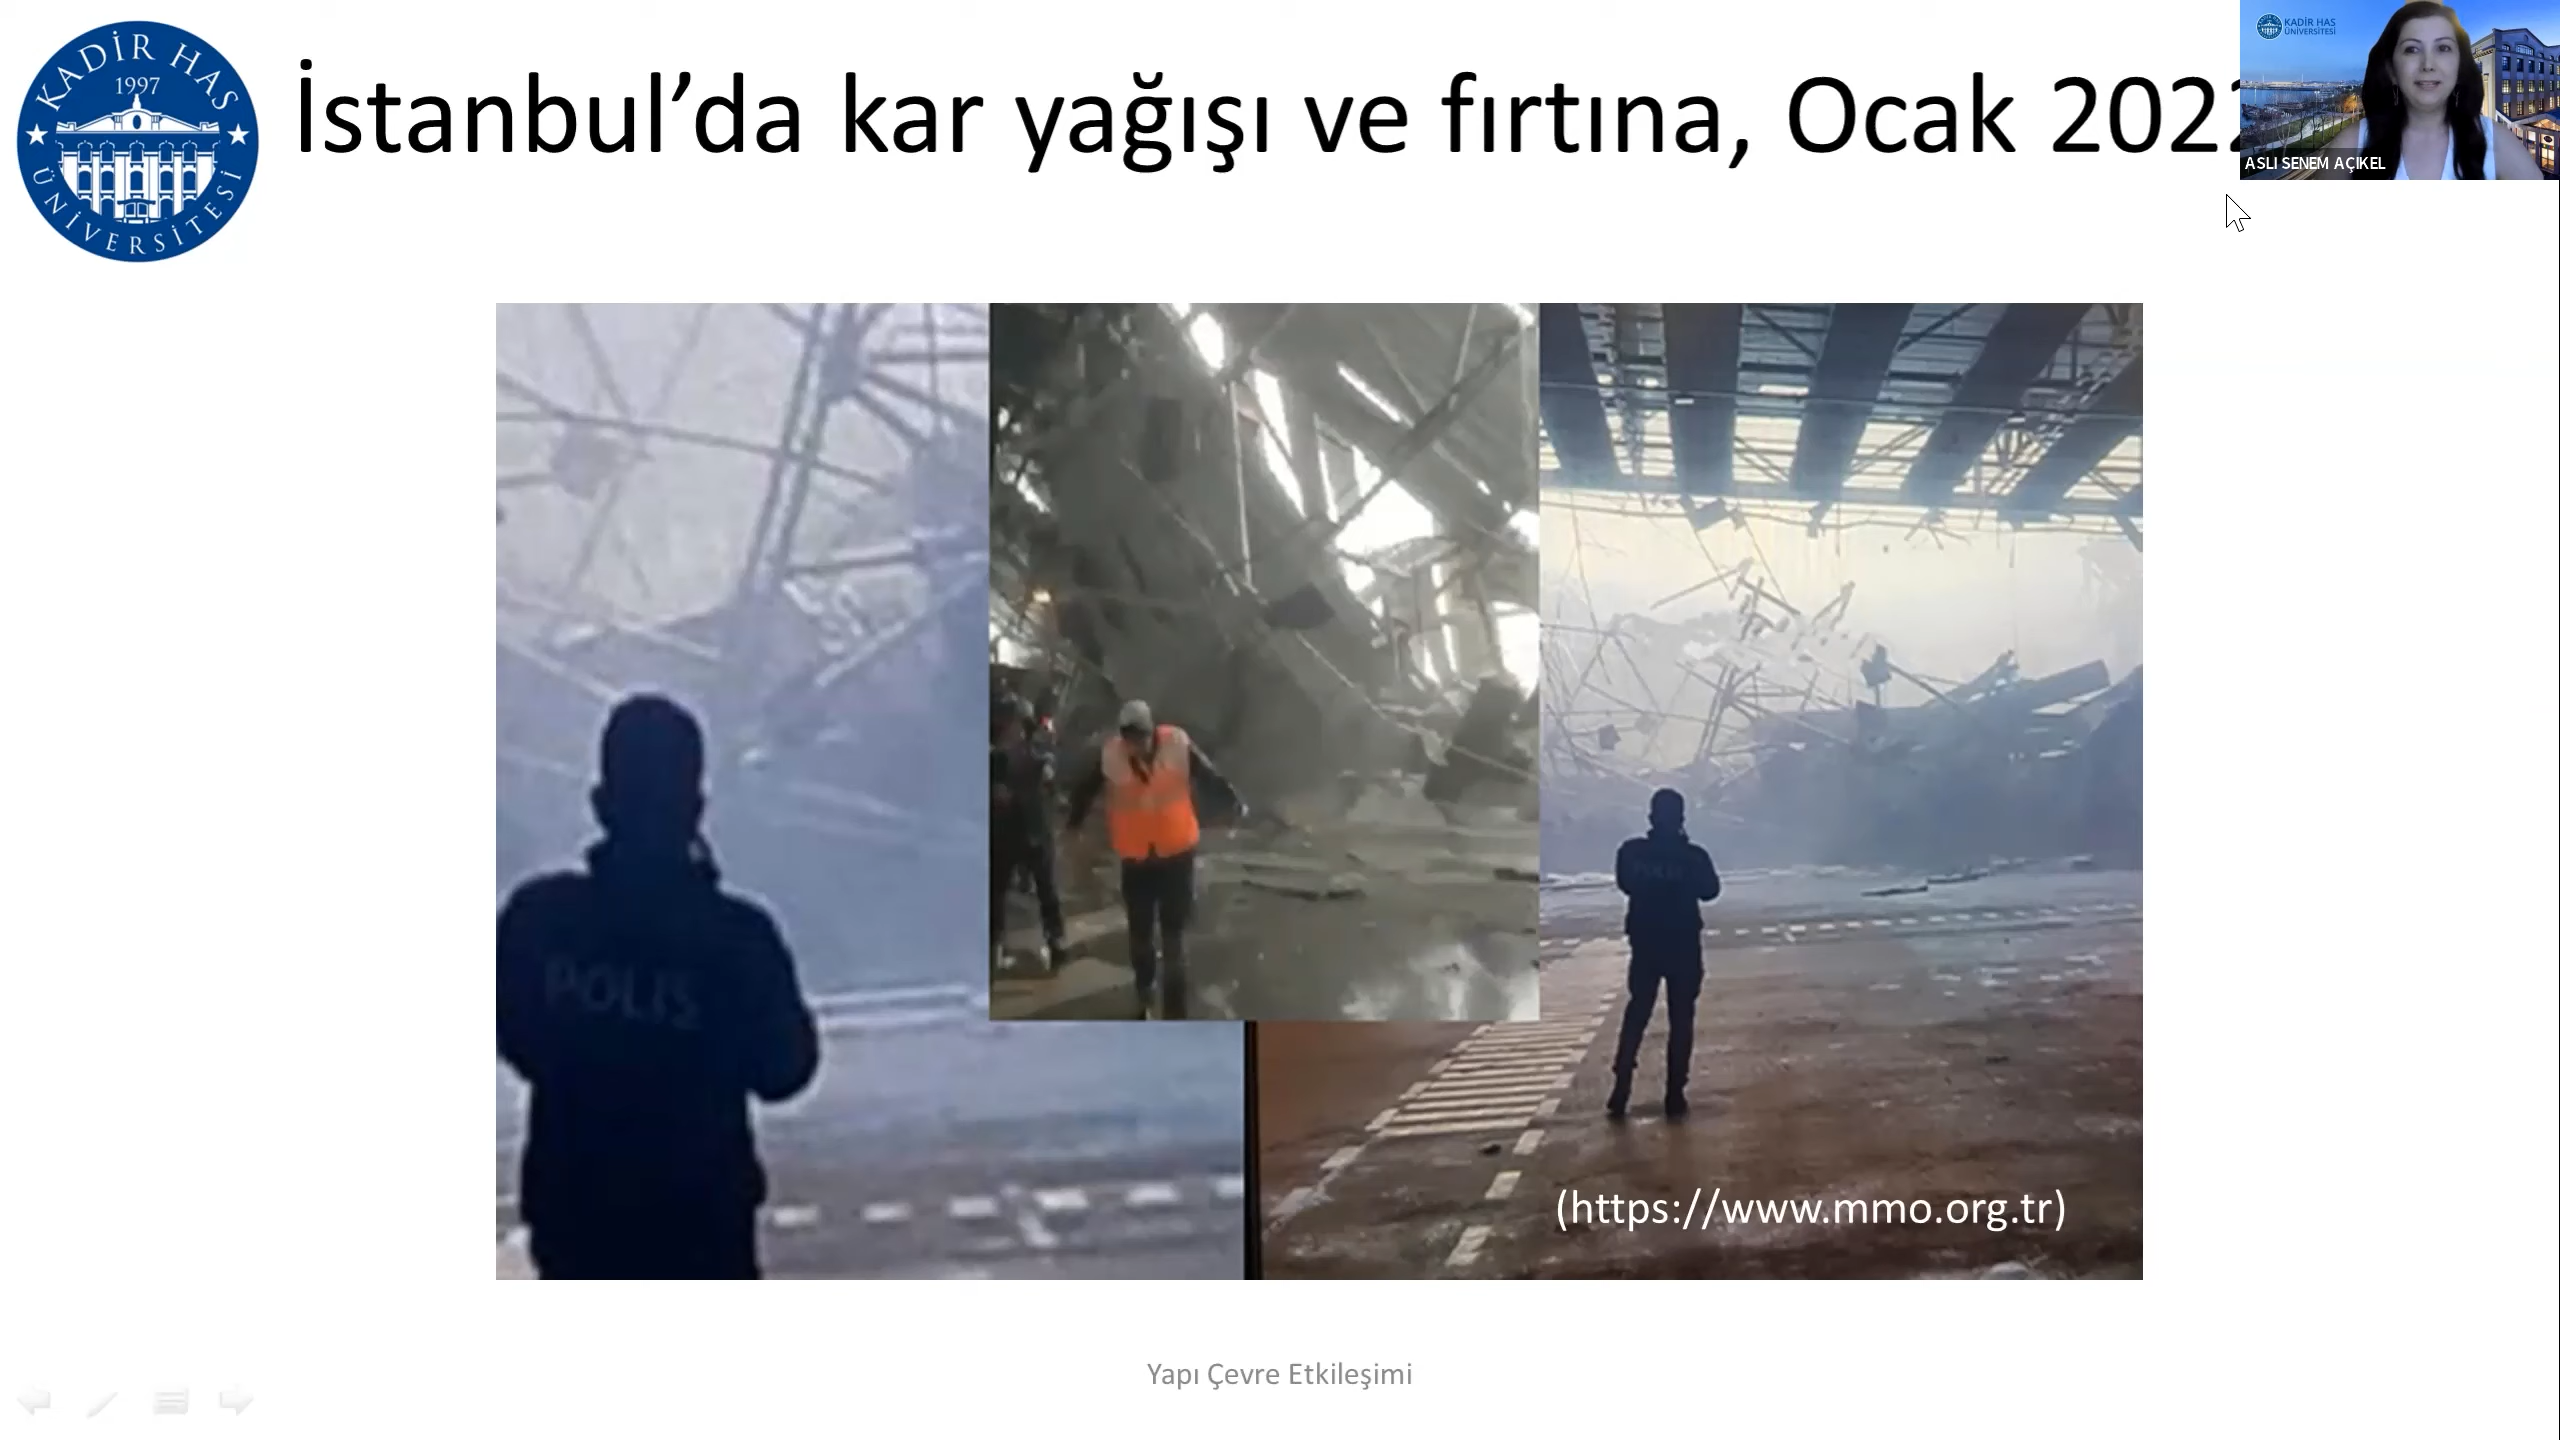 KADİR HAS
1997
ÜNİVERSİTESİ
İstanbul’da kar yağışı ve fırtına, Ocak 202
KADİR HAS
ÜNİVERSİTESİ
ASLI SENEM AÇIKEL
POLİS
(https://www.mmo.org.tr)
Yapı Çevre Etkileşimi